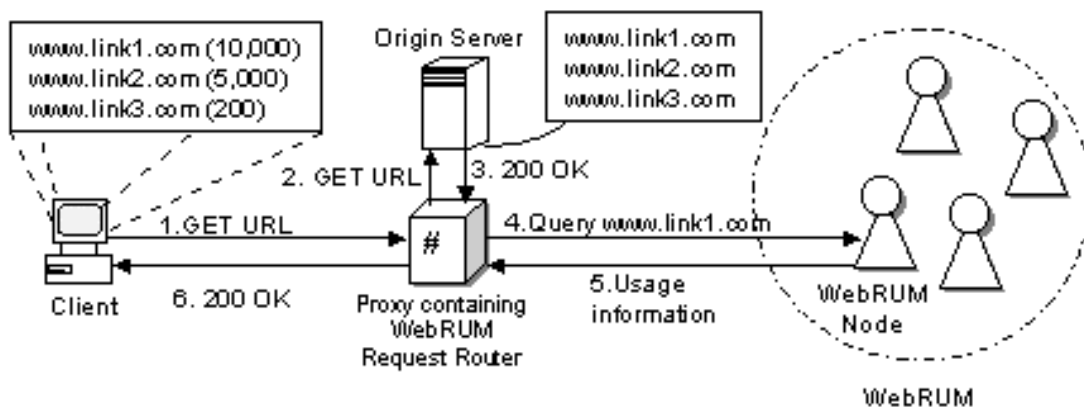 www.link1.com (10,000)
www.link2.com (5,000)
www.link3.com (200)
Origin Server
www.link1.com
www.link2.com
www.link3.com
2. GET URL
3. 200 OK
1.GET URL
#
4.Query www.link1.com
6. 200 OK
5.Usage
information
Client
Proxy containing
WebRUM
Request Router
WebRUM
Node
WebRUM